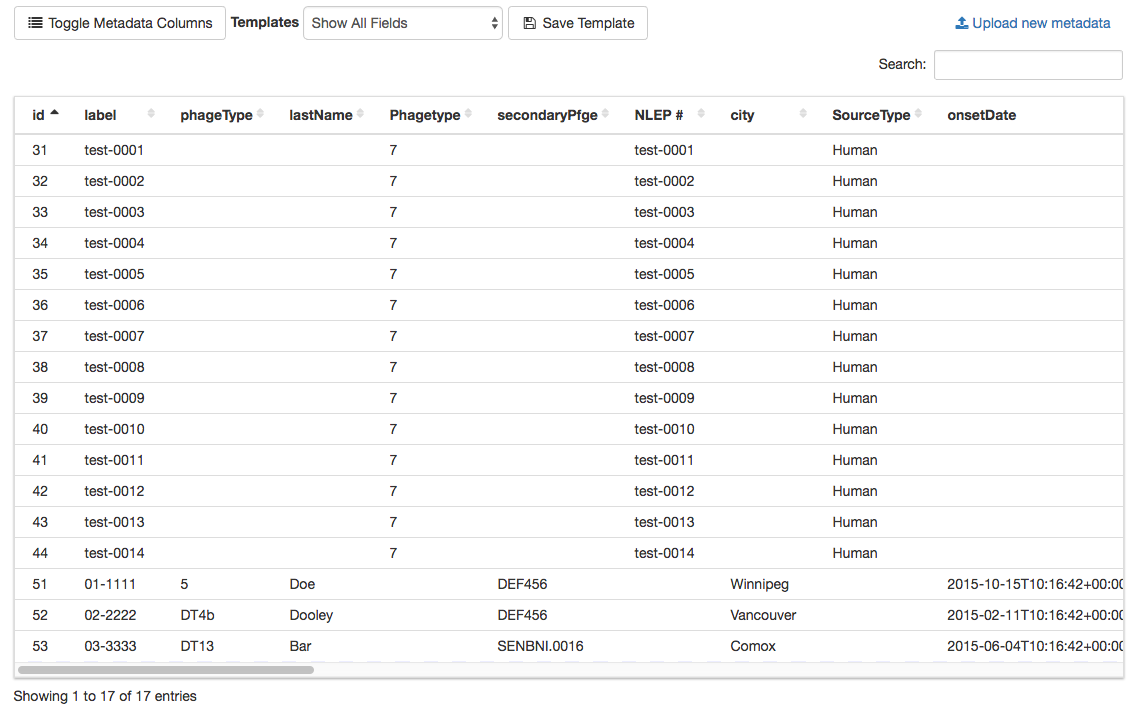 Toggle Metadata Columns Templates Show All Fields Save Template Upload new metadata
Search:
id label phageType lastName Phagetype secondaryPfge NLEP # city SourceType onsetDate
31 test-0001 7 test-0001 Human
32 test-0002 7 test-0002 Human
33 test-0003 7 test-0003 Human
34 test-0004 7 test-0004 Human
35 test-0005 7 test-0005 Human
36 test-0006 7 test-0006 Human
37 test-0007 7 test-0007 Human
38 test-0008 7 test-0008 Human
39 test-0009 7 test-0009 Human
40 test-0010 7 test-0010 Human
41 test-0011 7 test-0011 Human
42 test-0012 7 test-0012 Human
43 test-0013 7 test-0013 Human
44 test-0014 7 test-0014 Human
51 01-1111 5 Doe DEF456 Winnipeg 2015-10-15T10:16:42+00:00
52 02-2222 DT4b Dooley DEF456 Vancouver 2015-02-11T10:16:42+00:00
53 03-3333 DT13 Bar SENBNI.0016 Comox 2015-06-04T10:16:42+00:00
Showing 1 to 17 of 17 entries